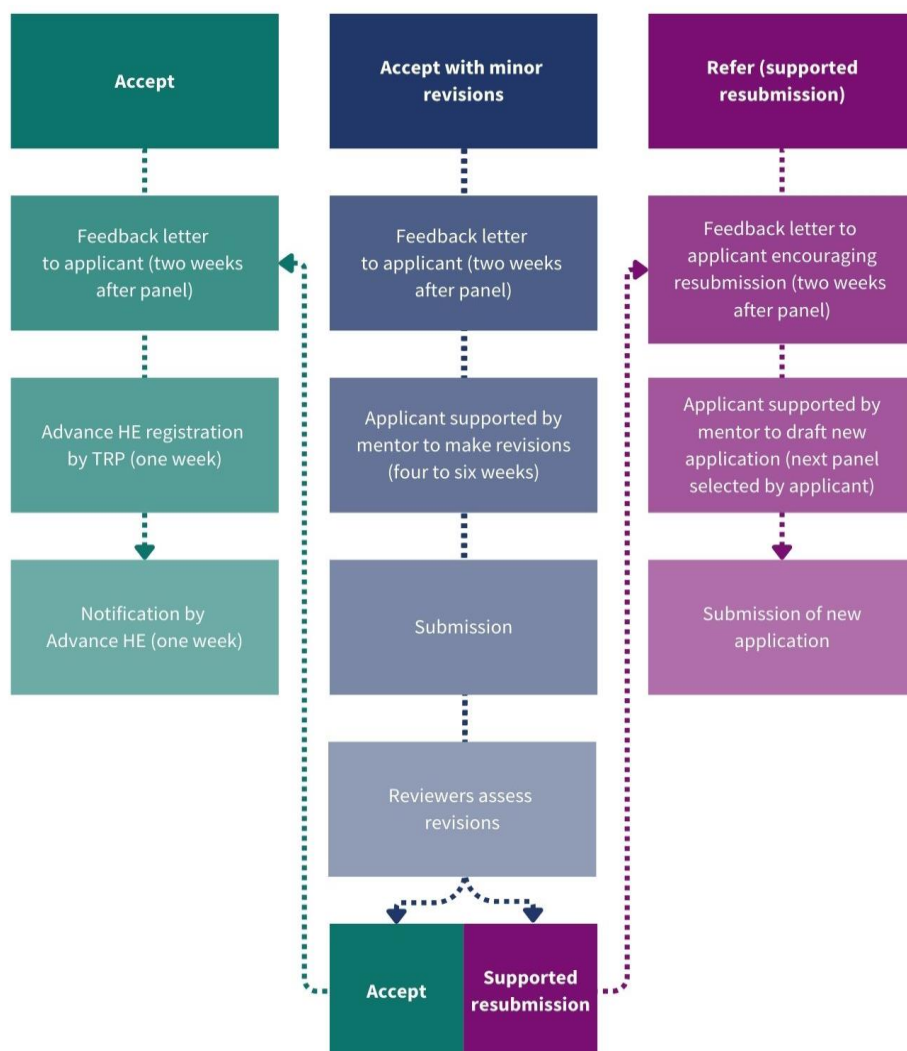 Accept
Feedback letter
to applicant (two weeks
after panel)
Advance HE registration
by TRP (one week)
Notification by
Advance HE (one week)
Accept with minor
revisions
Feedback letter
to applicant (two weeks
after panel)
Applicant supported by
mentor to make revisions
(four to six weeks)
Submission
Reviewers assess
revisions
Accept
Supported
resubmission
Refer (supported
resubmission)
Feedback letter to
applicant encouraging
resubmission (two weeks
after panel)
Applicant supported by
mentor to draft new
application (next panel
selected by applicant)
Submission of new
application